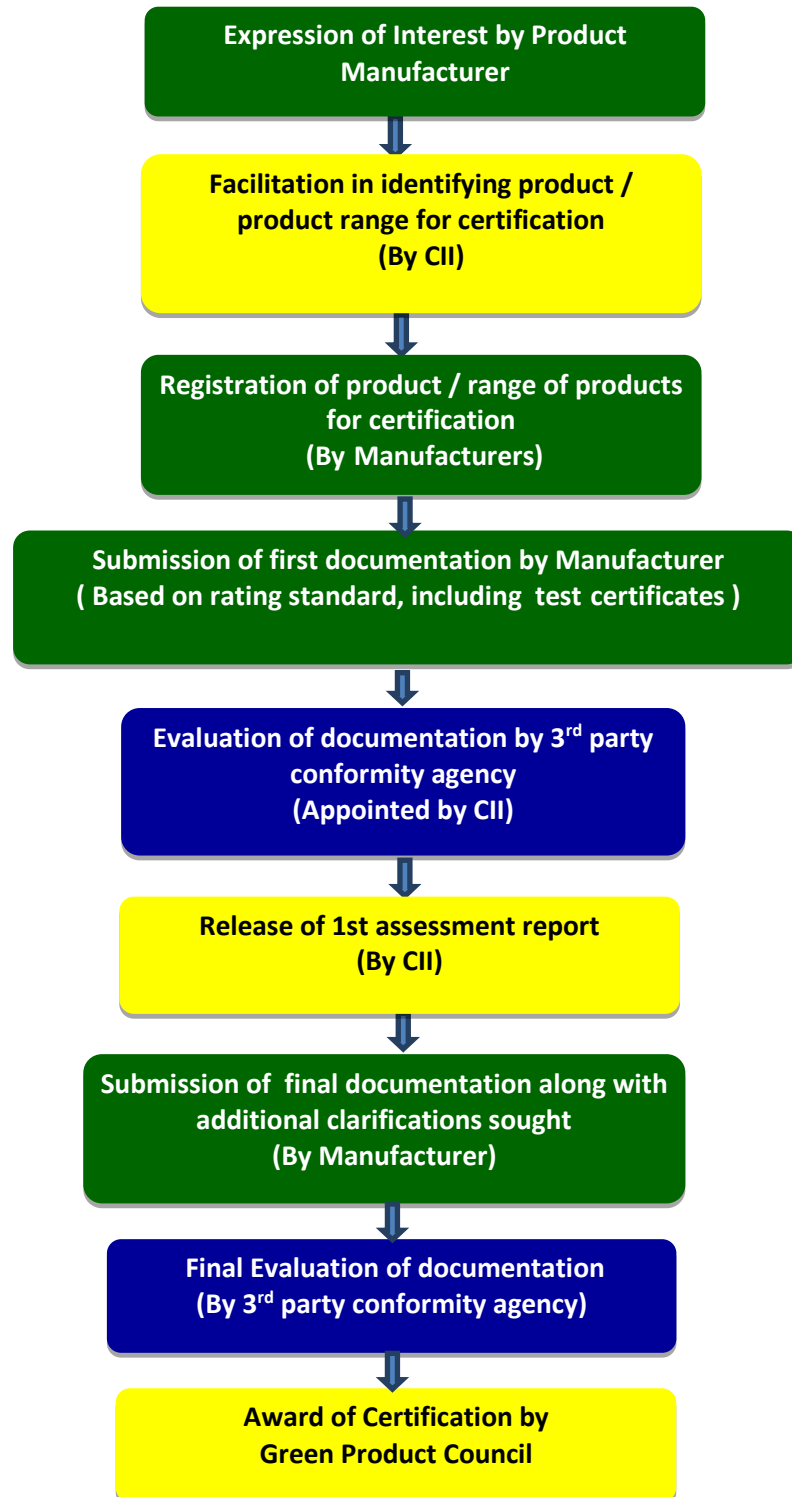 Expression of Interest by Product
Manufacturer
Facilitation in identifying product /
product range for certification
(By CII)
Registration of product / range of products
for certification
(By Manufacturers)
Submission of first documentation by Manufacturer
( Based on rating standard, including test certificates )
Evaluation of documentation by 3rd party
conformity agency
(Appointed by CII)
Release of 1st assessment report
(By CII)
Submission of final documentation along with
additional clarifications sought
(By Manufacturer)
Final Evaluation of documentation
(By 3rd party conformity agency)
Award of Certification by
Green Product Council